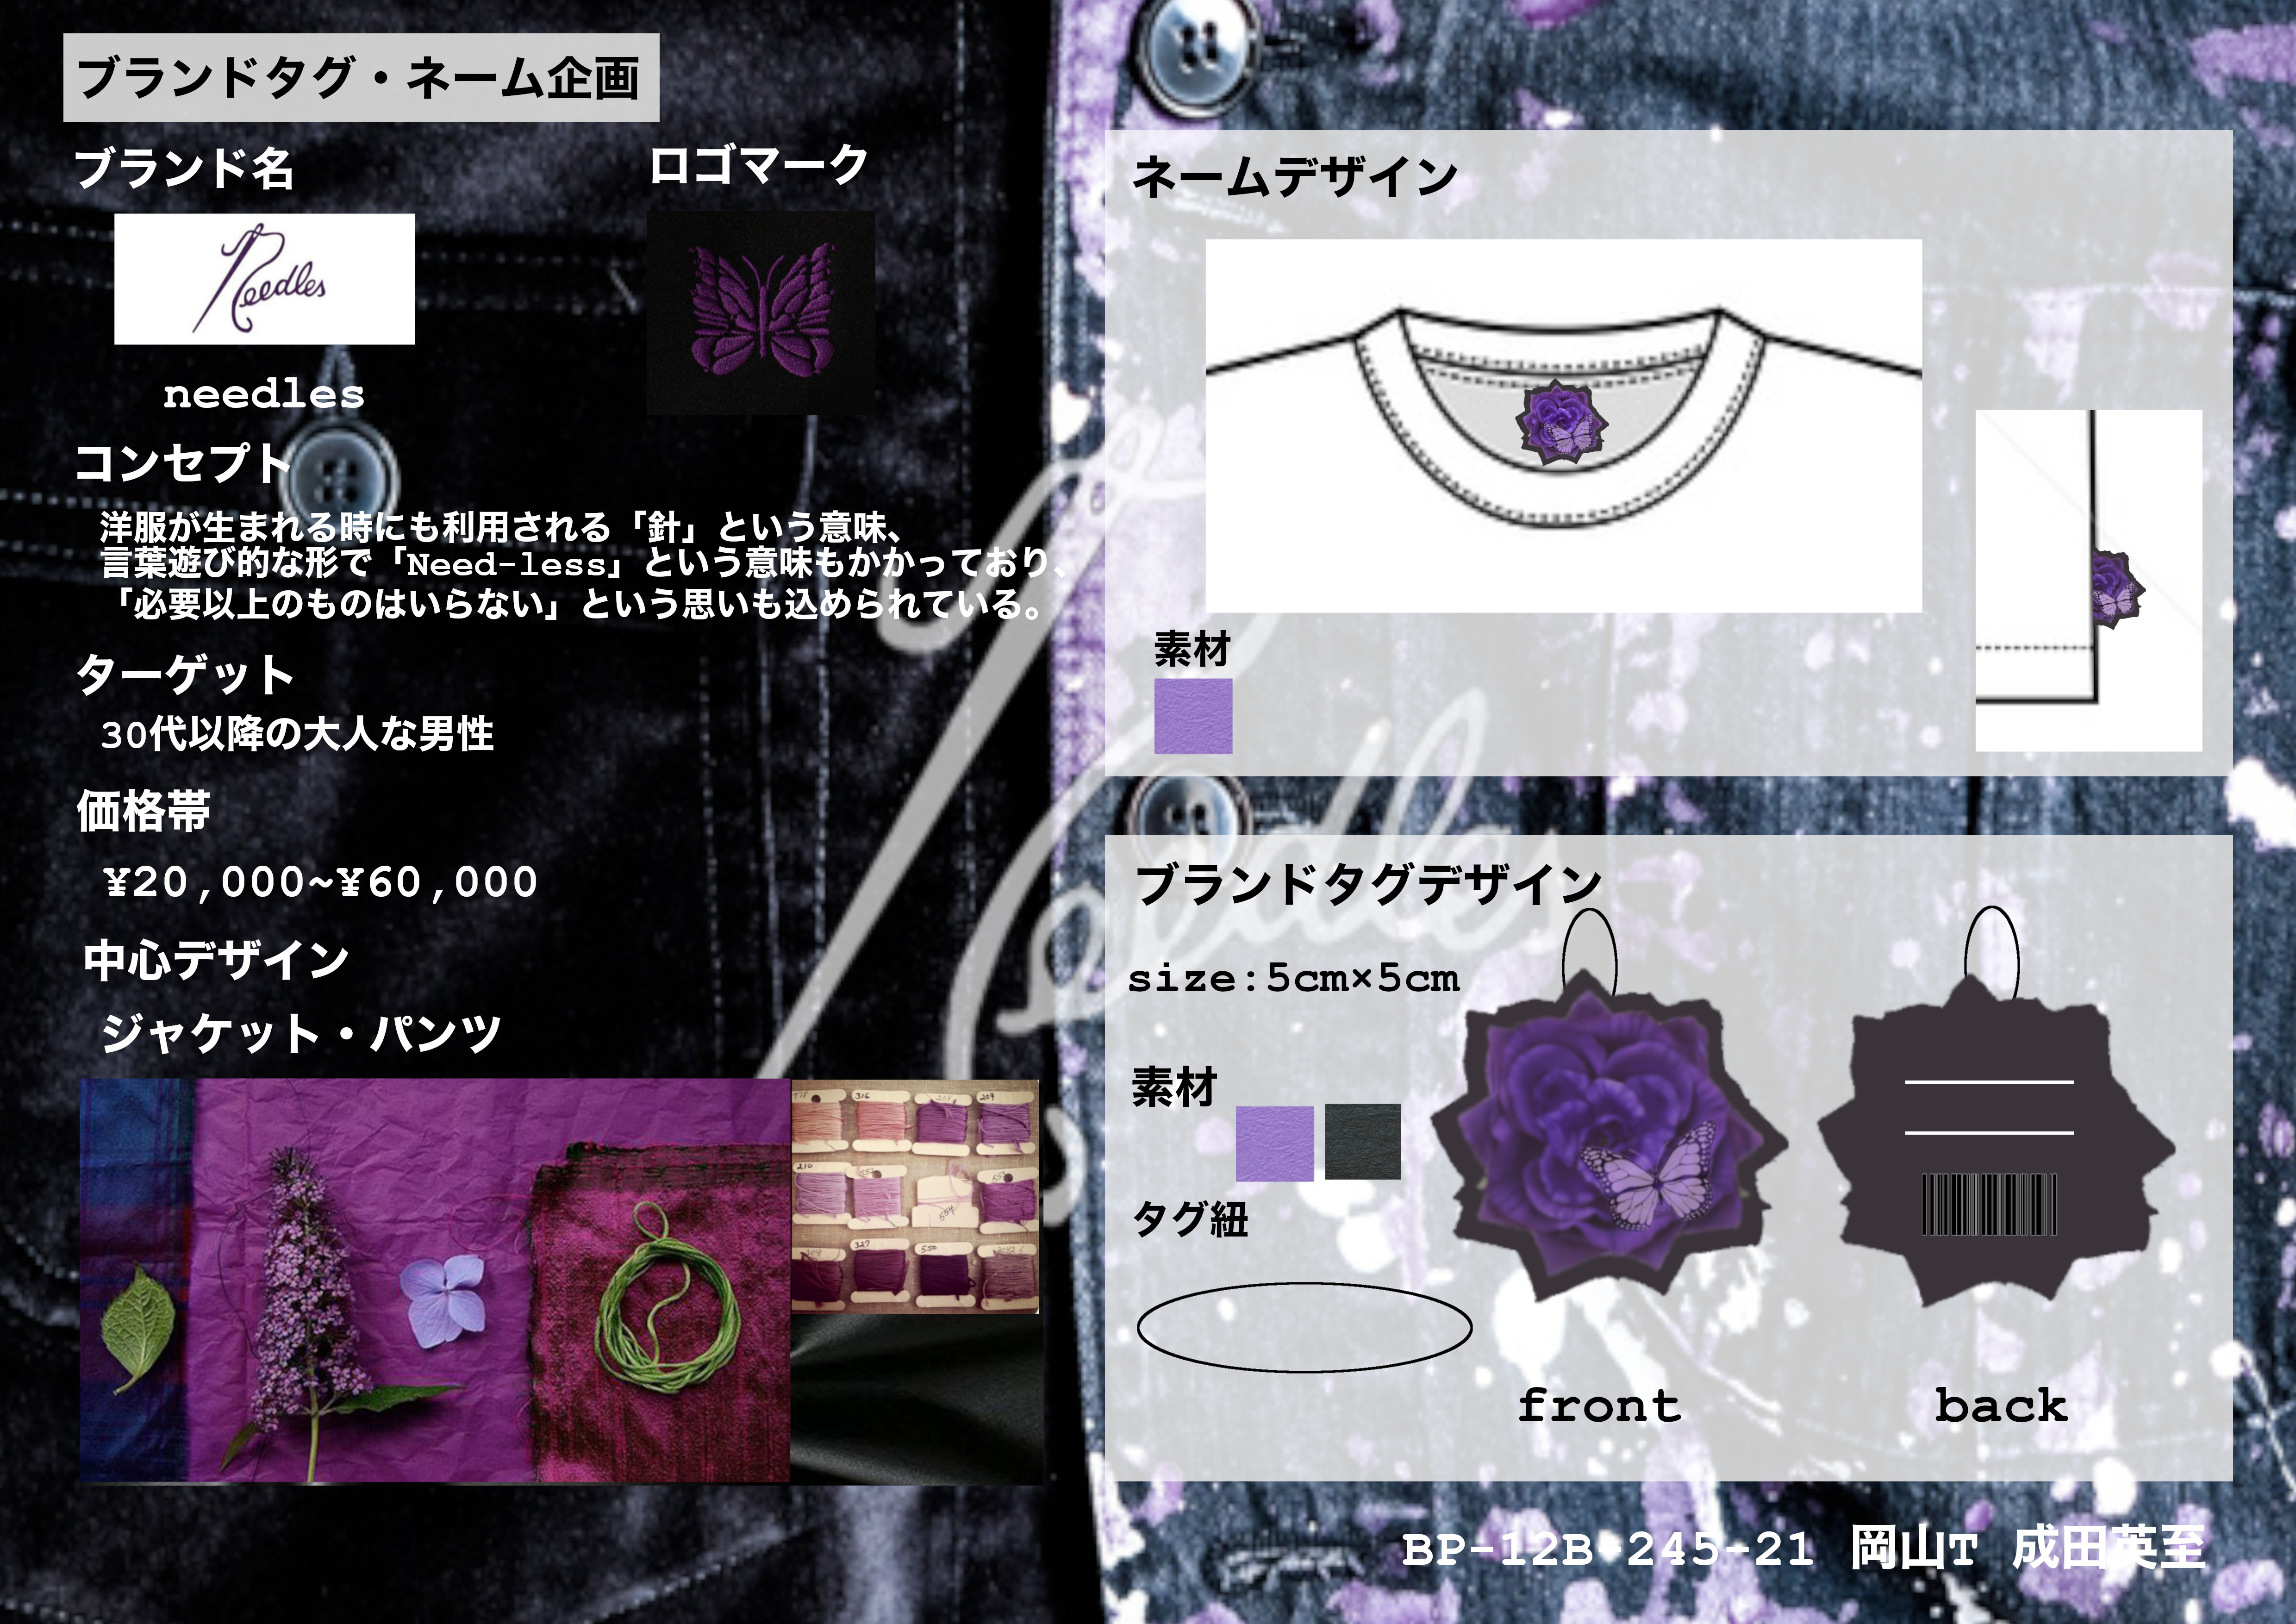 ブランドタグ・ネーム企画
ブランド名
ロゴマーク
Needles
needles
コンセプト
洋服が生まれる時にも利用される「針」という意味、
言葉遊び的な形で「Need-less」という意味もかかっており、
「必要以上のものはいらない」という思いも込められている。
ターゲット
30代以降の大人な男性
価格帯
¥20,000~¥60,000
中心デザイン
ジャケット・パンツ
316
209
210
327
550
ネームデザイン
素材
Needles
ブランドタグデザイン
size:5cm×5cm
素材
タグ紐
front
back
BP-12B-245-21 岡山T 成田英至